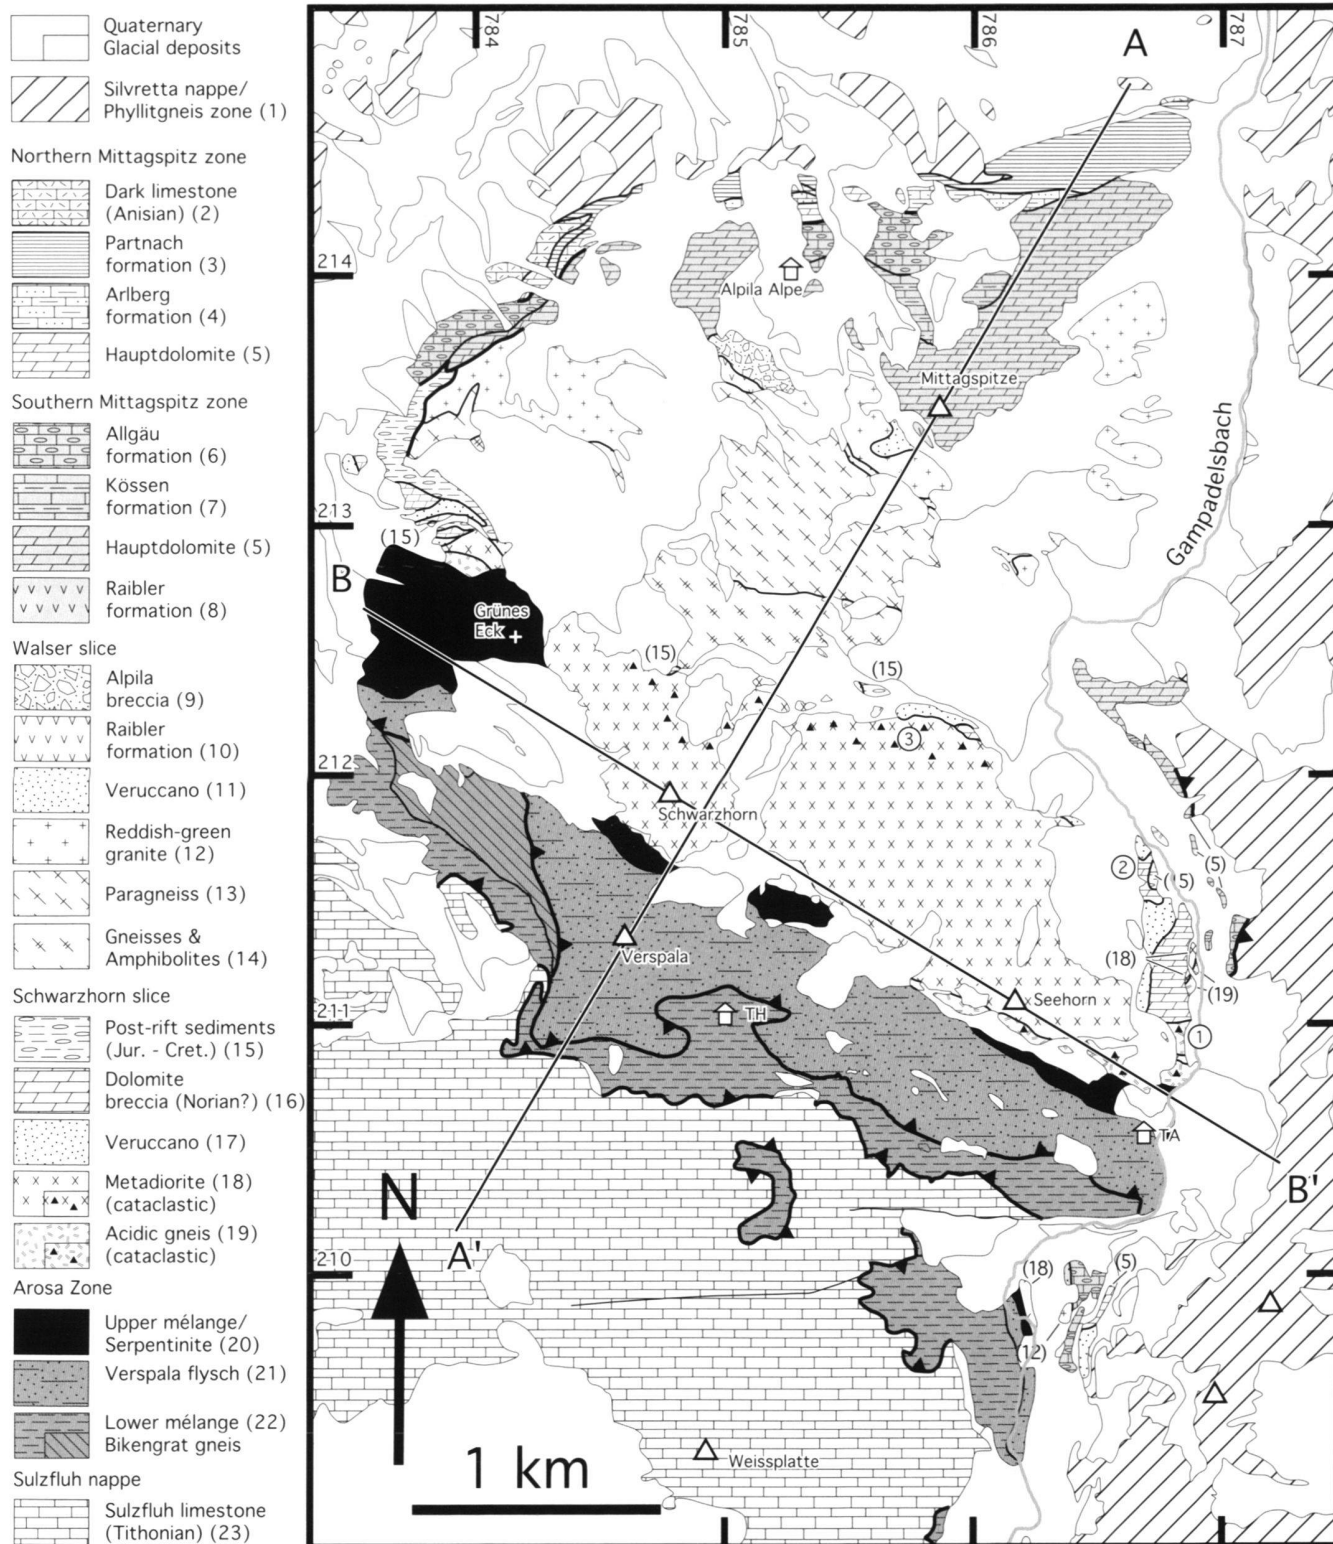 Quaternary
Glacial deposits
Silvretta nappe/
Phyllitgneis zone (1)
Northern Mittagspitz zone
Dark limestone
(Anisian) (2)
Partnach
formation (3)
Arlberg
formation (4)
Hauptdolomite (5)
Southern Mittagspitz zone
Allgäu
formation (6)
Kössen
formation (7)
Hauptdolomite (5)
Raibler
formation (8)
Walser slice
Alpila
breccia (9)
Raibler
formation (10)
Veruccano (11)
Reddish-green
granite (12)
Paragneiss (13)
Gneisses &
Amphibolites (14)
Schwarzhorn slice
Post-rift sediments
(Jur. - Cret.) (15)
Dolomite
breccia (Norian?) (16)
Veruccano (17)
Metadiorite (18)
(cataclastic)
Acidic gneis (19)
(cataclastic)
Arosa Zone
Upper mélange/
Serpentinite (20)
Verspala flysch (21)
Lower mélange (22)
Bikengrat gneis
Sulzfluh nappe
Sulzfluh limestone
(Tithonian) (23)
784
785
786
787
A
214
Alpila Alpe
Mittagspitze
Gampadelsbach
213
(15)
B
Grünes
Eck
(15)
(15)
3
212
Schwarzhorn
2
(15)
(5)
Verspala
(18)
(19)
Seehorn
211
TH
1
TA
B'
N
A'
210
(18)
(5)
(12)
Weissplatte
1 km